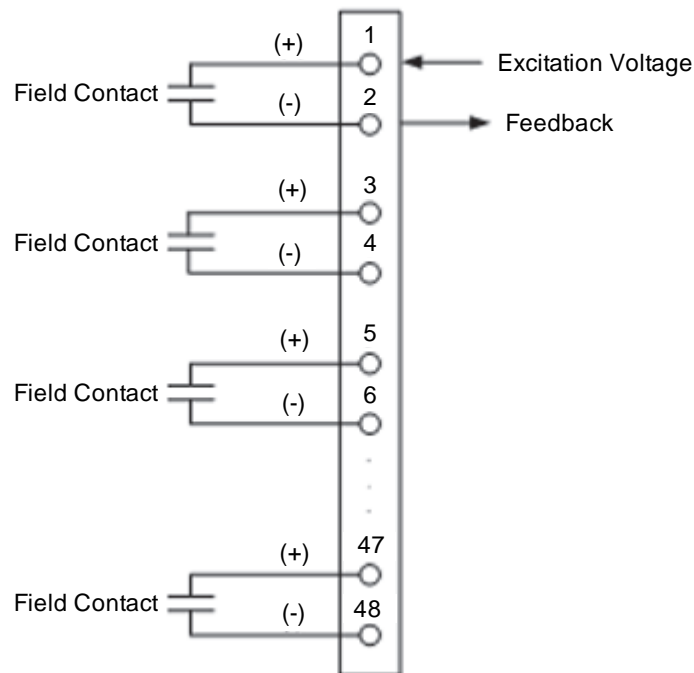 (+) 1
Excitation Voltage
Field Contact
(-) 2
Feedback
(+) 3
Field Contact
(-) 4
(+) 5
Field Contact
(-) 6
(+) 47
Field Contact
(-) 48